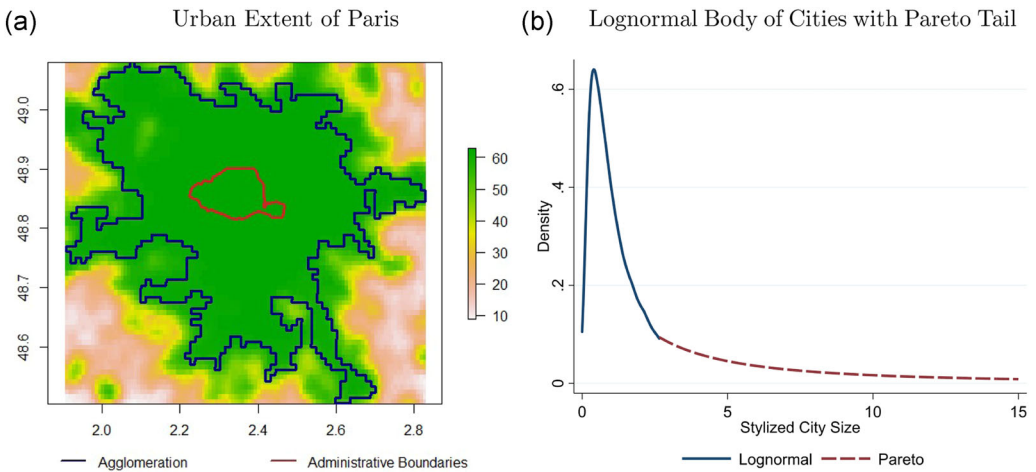 (a) Urban Extent of Paris
49.0
48.9
48.8
48.7
48.6
2.0 2.2 2.4 2.6 2.8
60
50
40
30
20
10
Agglomeration Administrative Boundaries
(b) Lognormal Body of Cities with Pareto Tail
Density
.6
.4
.2
0
0 5 10 15
Stylized City Size
Lognormal Pareto